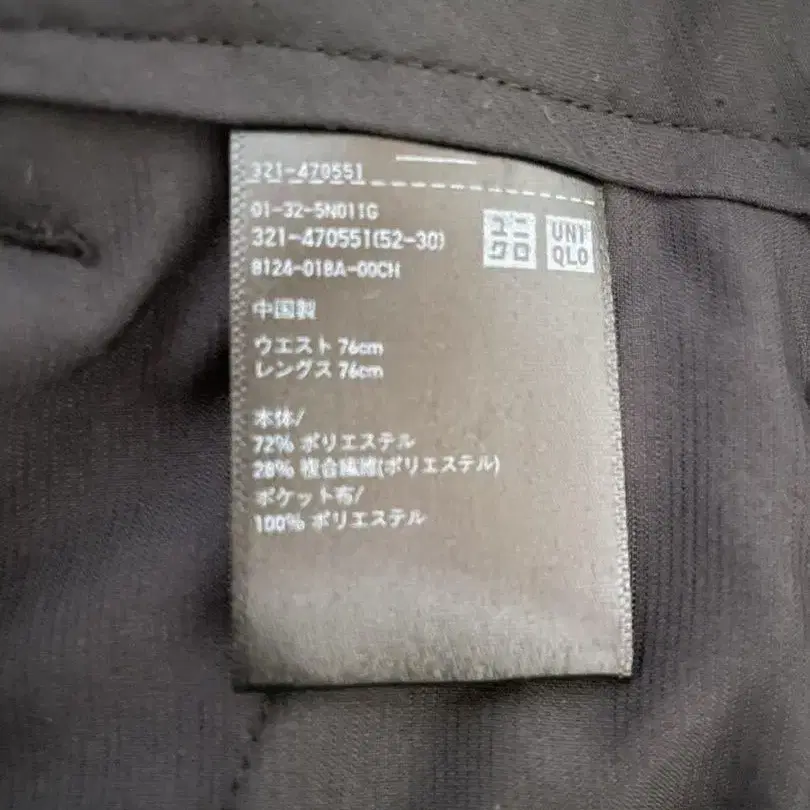 321-470551
01-32-5N011G
321-470551(52-30)
8124-018A-00CH
ユニ
クロ
UNI
QLO
中国製
ウエスト 76cm
レングス 76cm
本体/
72% ポリエステル
28% 複合繊維(ポリエステル)
ポケット布/
100% ポリエステル